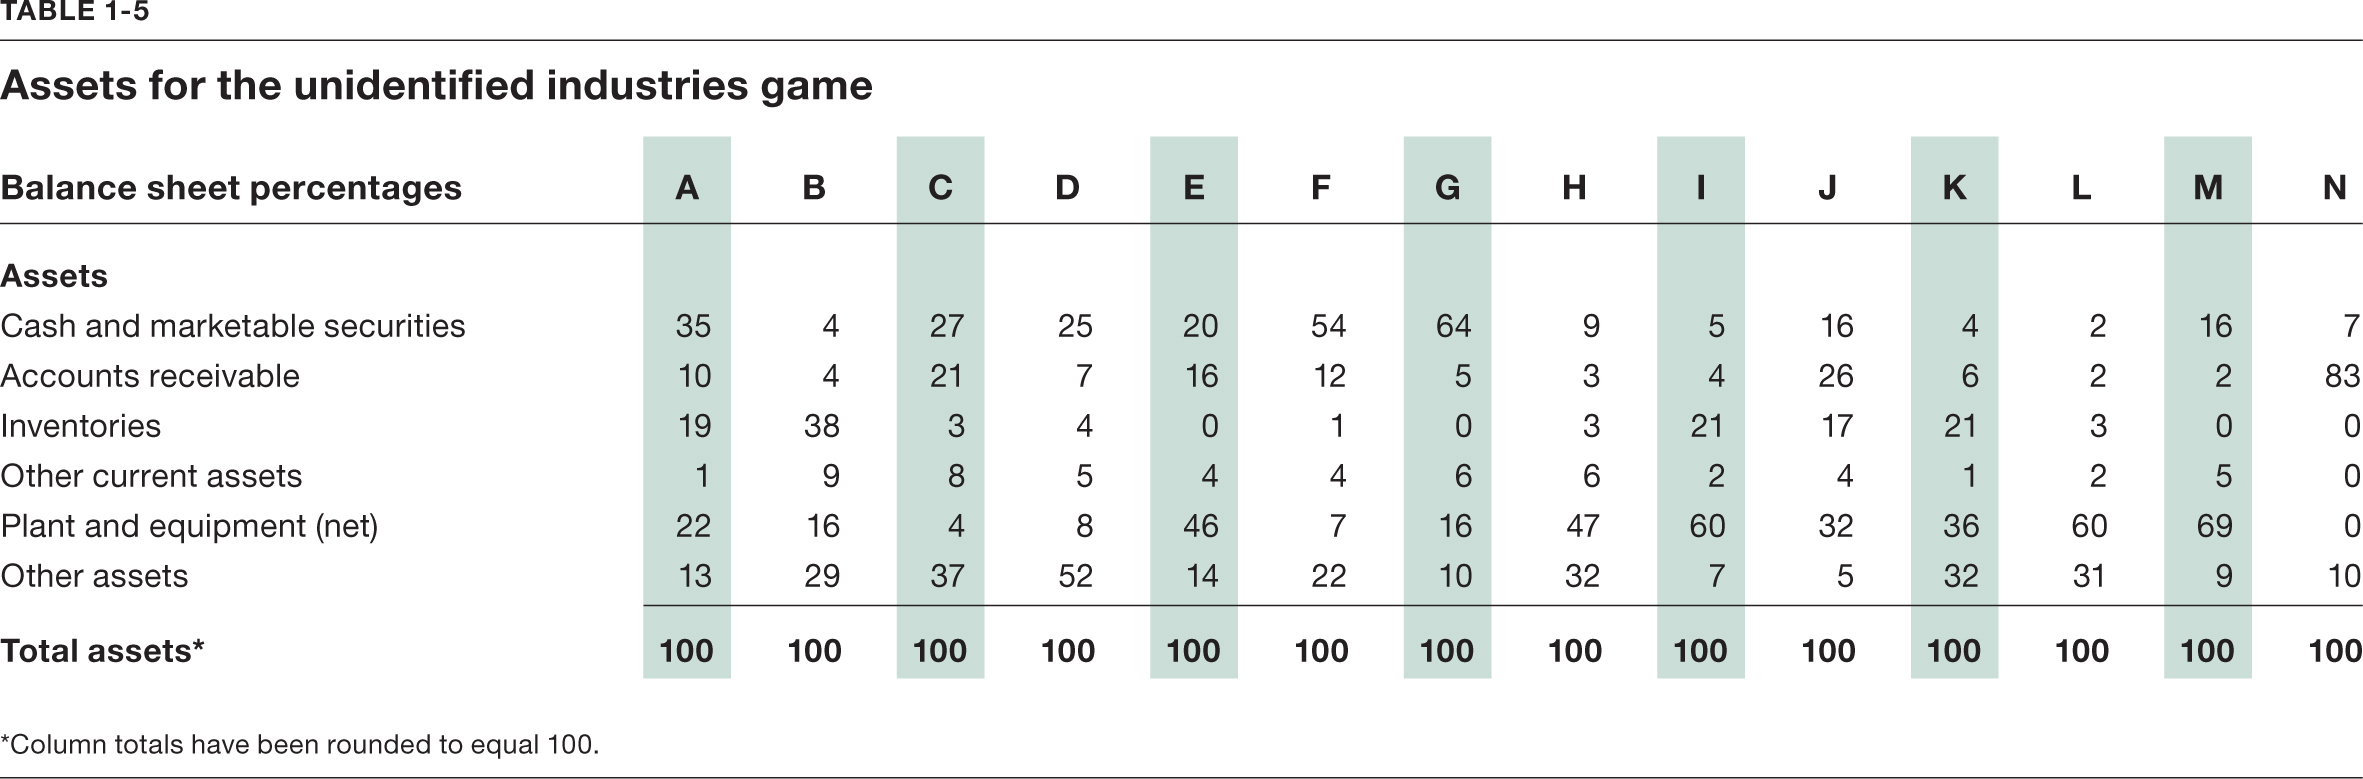 TABLE 1-5
Assets for the unidentified industries game
Balance sheet percentages A B C D E F G H I J K L M N
Assets
Cash and marketable securities 35 4 27 25 20 54 64 9 5 16 4 2 16 7
Accounts receivable 10 4 21 7 16 12 5 3 4 26 6 2 2 83
Inventories 19 38 3 4 0 1 0 3 21 17 21 3 0 0
Other current assets 1 9 8 5 4 4 6 6 2 4 1 2 5 0
Plant and equipment (net) 22 16 4 8 46 7 16 47 60 32 36 60 69 0
Other assets 13 29 37 52 14 22 10 32 7 5 32 31 9 10
Total assets* 100 100 100 100 100 100 100 100 100 100 100 100 100 100
*Column totals have been rounded to equal 100.